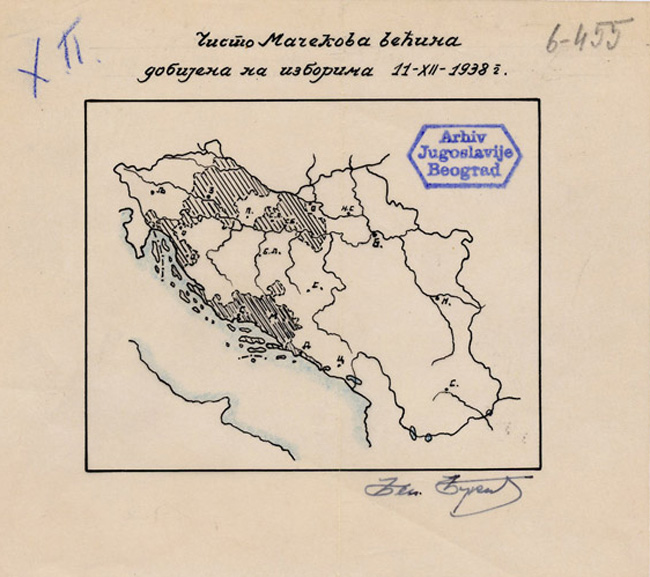 Чисто Мачекова већина
добијена на изборима 11-XII-1938 г.
X П.
6-455
Arhiv
Jugoslavije
Beograd
Љ.
З.
П.
О.
Н.С.
Б.
Б.Л.
С.
Н.
С.
М.
Д.
Ц.
С.